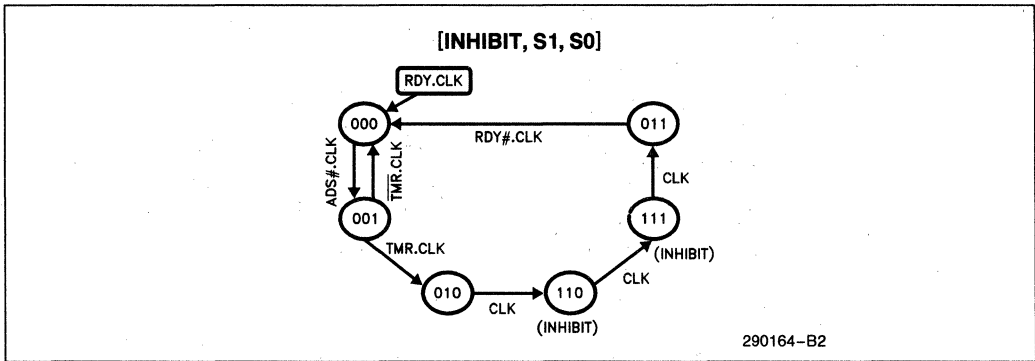 [INHIBIT, S1, S0]
RDY.CLK
000
011
RDY#.CLK
ADS#.CLK
TMR.CLK
CLK
001
111
TMR.CLK
(INHIBIT)
CLK
010
CLK
110
(INHIBIT)
290164–B2